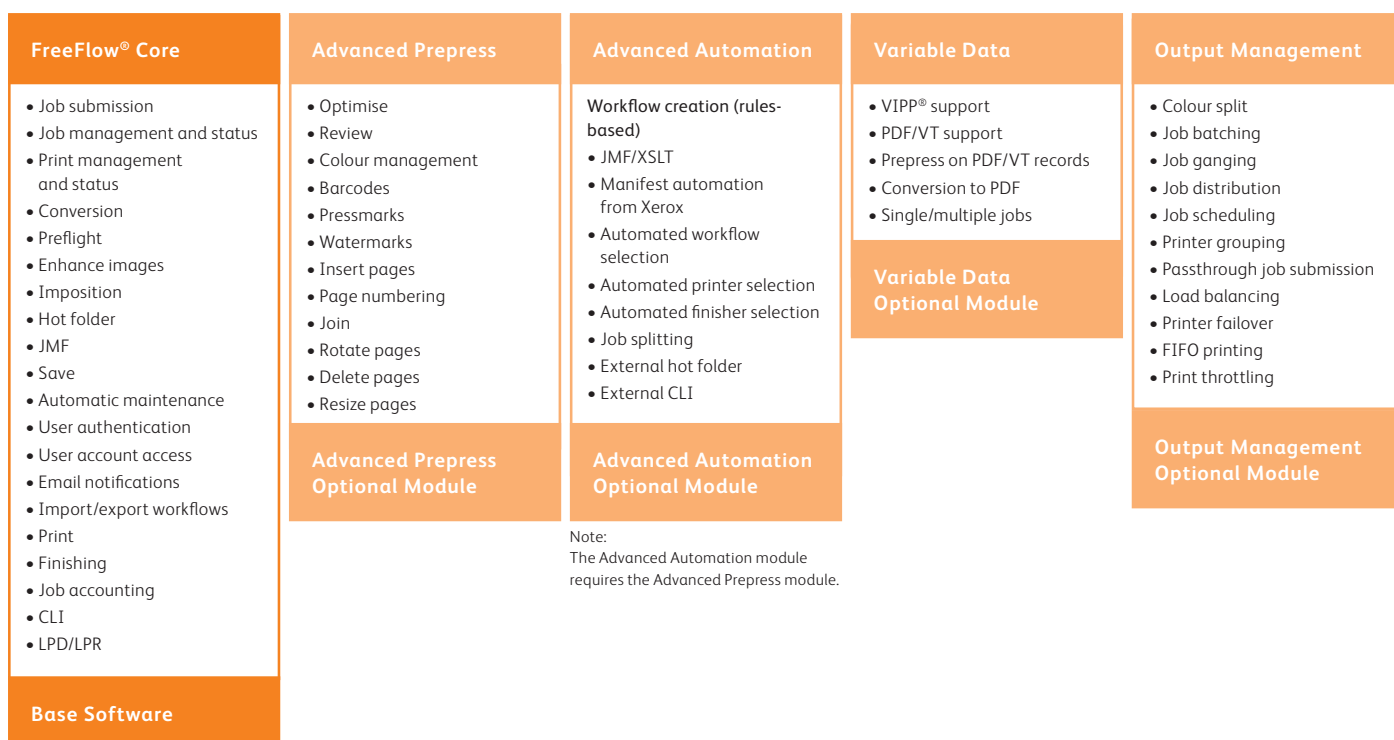 FreeFlow® Core
• Job submission
• Job management and status
• Print management
and status
• Conversion
• Preflight
• Enhance images
• Imposition
• Hot folder
• JMF
• Save
• Automatic maintenance
• User authentication
• User account access
• Email notifications
• Import/export workflows
• Print
• Finishing
• Job accounting
• CLI
• LPD/LPR
Base Software
Advanced Prepress
• Optimise
• Review
• Colour management
• Barcodes
• Pressmarks
• Watermarks
• Insert pages
• Page numbering
• Join
• Rotate pages
• Delete pages
• Resize pages
Advanced Prepress
Optional Module
Advanced Automation
Workflow creation (rules-
based)
• JMF/XSLT
• Manifest automation
from Xerox
• Automated workflow
selection
• Automated printer selection
• Automated finisher selection
• Job splitting
• External hot folder
• External CLI
Advanced Automation
Optional Module
Note:
The Advanced Automation module
requires the Advanced Prepress module.
Variable Data
• VIPP® support
• PDF/VT support
• Prepress on PDF/VT records
• Conversion to PDF
• Single/multiple jobs
Variable Data
Optional Module
Output Management
• Colour split
• Job batching
• Job ganging
• Job distribution
• Job scheduling
• Printer grouping
• Passthrough job submission
• Load balancing
• Printer failover
• FIFO printing
• Print throttling
Output Management
Optional Module